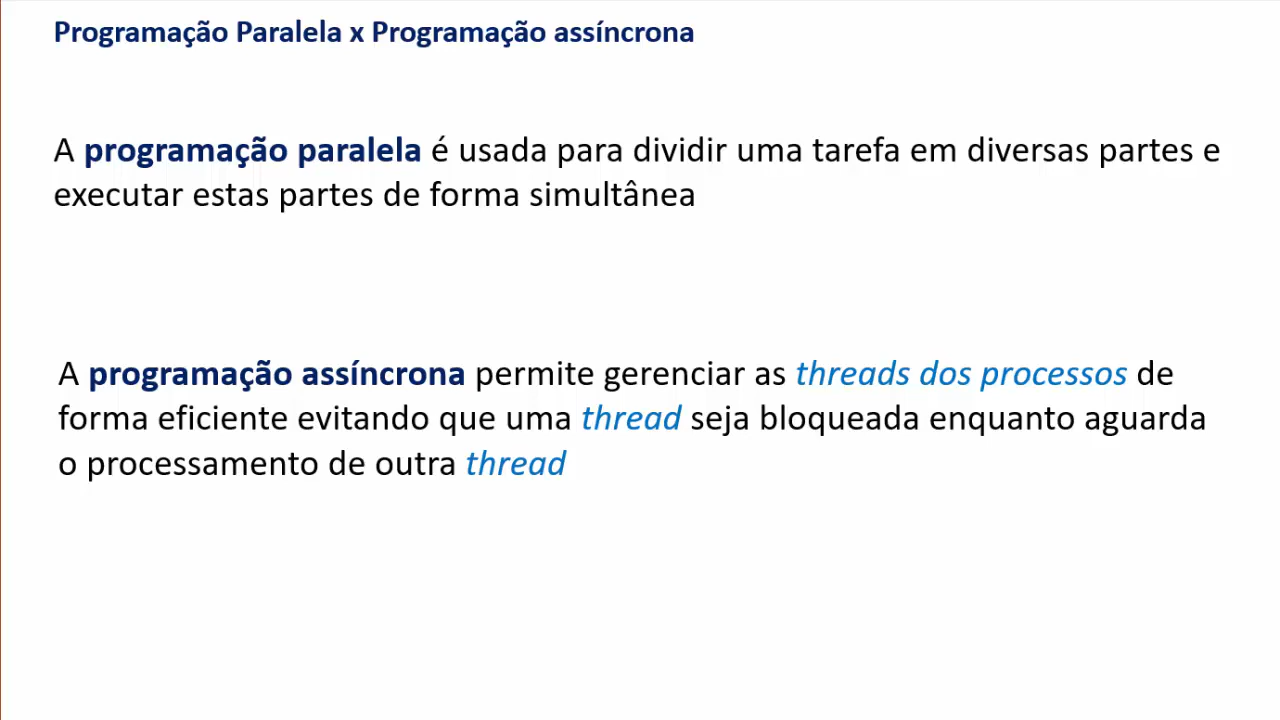 Programação Paralela x Programação assíncrona
A programação paralela é usada para dividir uma tarefa em diversas partes e
executar estas partes de forma simultânea
A programação assíncrona permite gerenciar as threads dos processos de
forma eficiente evitando que uma thread seja bloqueada enquanto aguarda
o processamento de outra thread